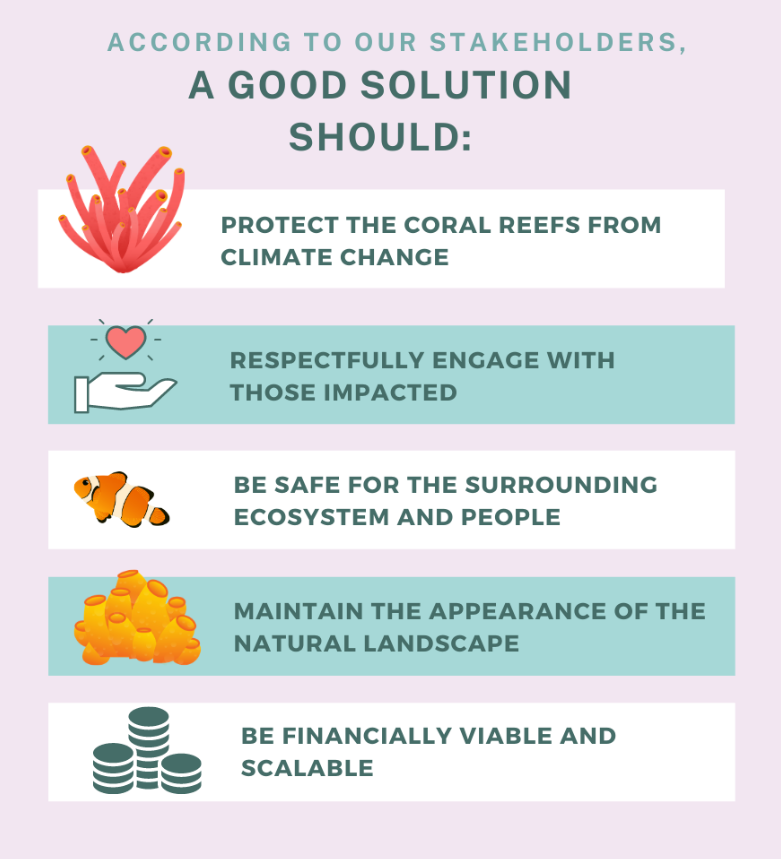 ACCORDING TO OUR STAKEHOLDERS,
A GOOD SOLUTION
SHOULD:
PROTECT THE CORAL REEFS FROM
CLIMATE CHANGE
RESPECTFULLY ENGAGE WITH
THOSE IMPACTED
BE SAFE FOR THE SURROUNDING
ECOSYSTEM AND PEOPLE
MAINTAIN THE APPEARANCE OF THE
NATURAL LANDSCAPE
BE FINANCIALLY VIABLE AND
SCALABLE